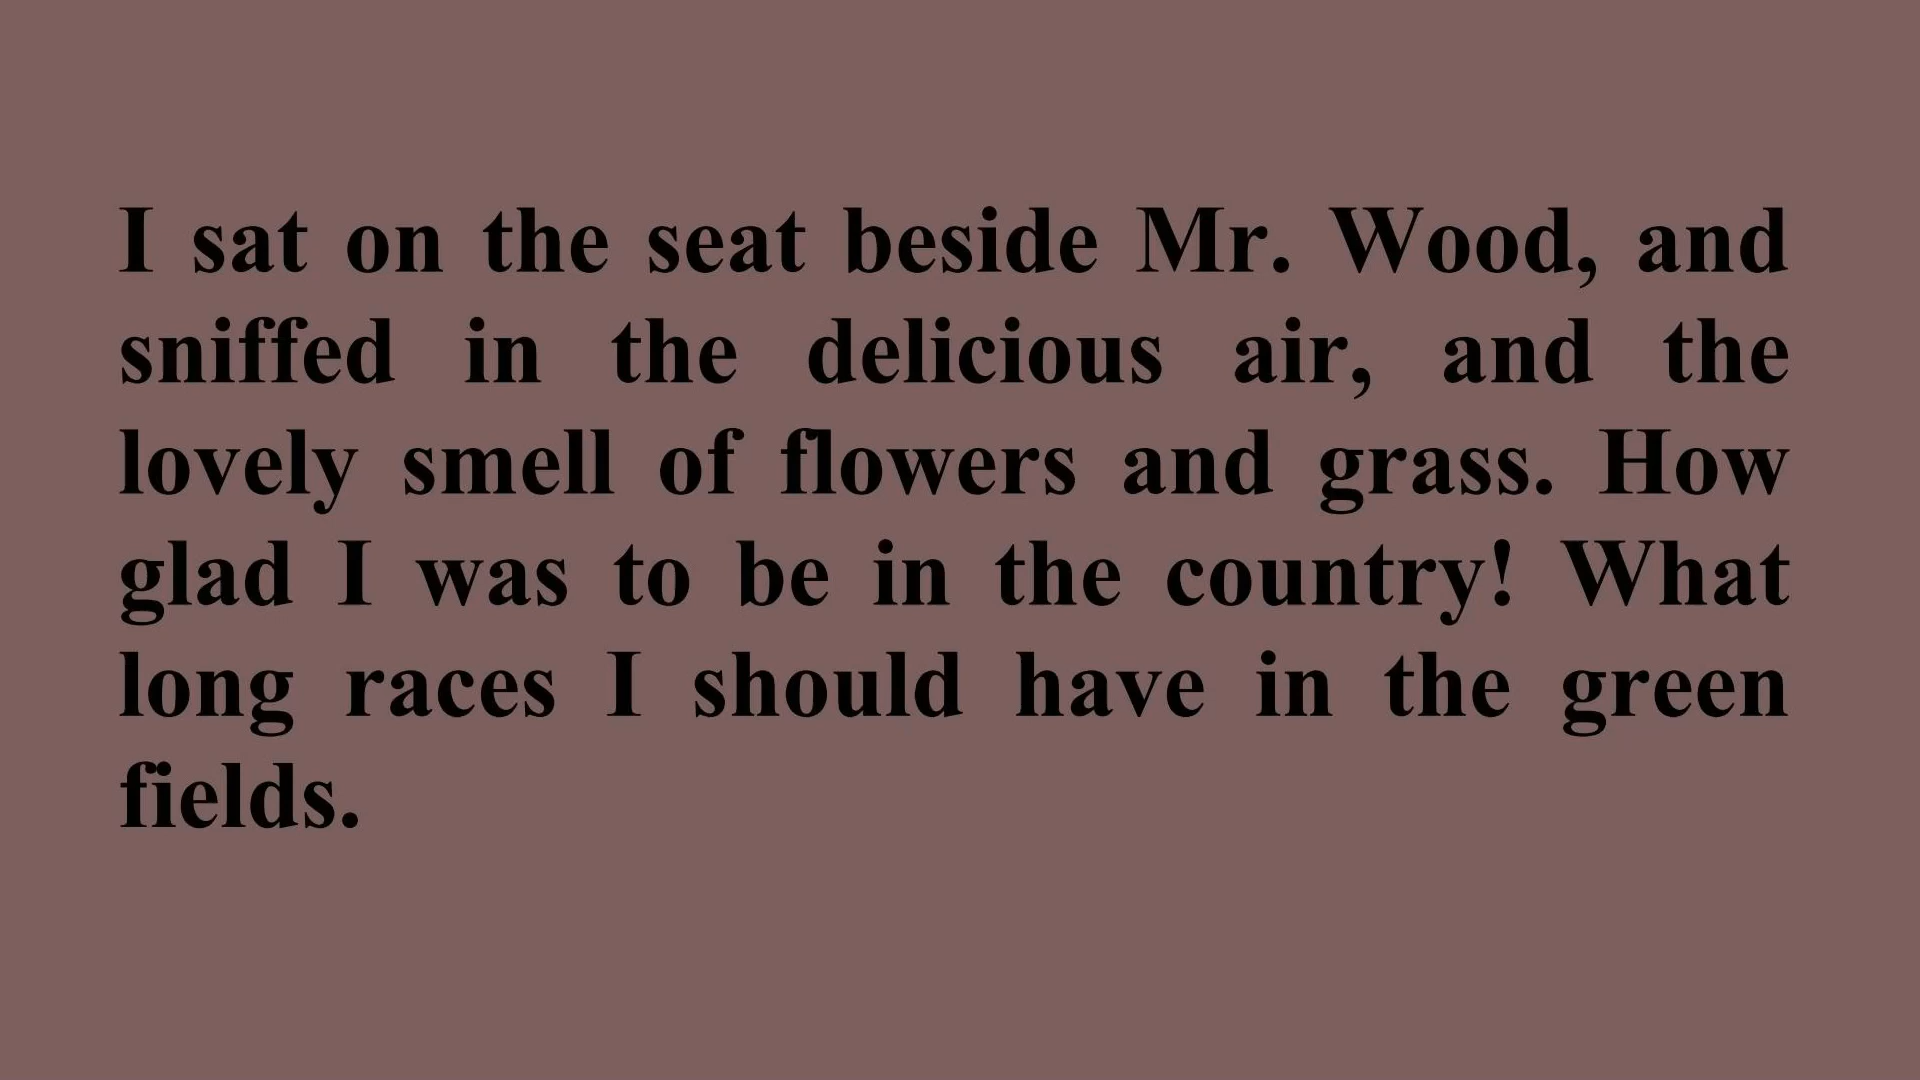 I sat on the seat beside Mr. Wood, and
sniffed in the delicious air, and the
lovely smell of flowers and grass. How
glad I was to be in the country! What
long races I should have in the green
fields.